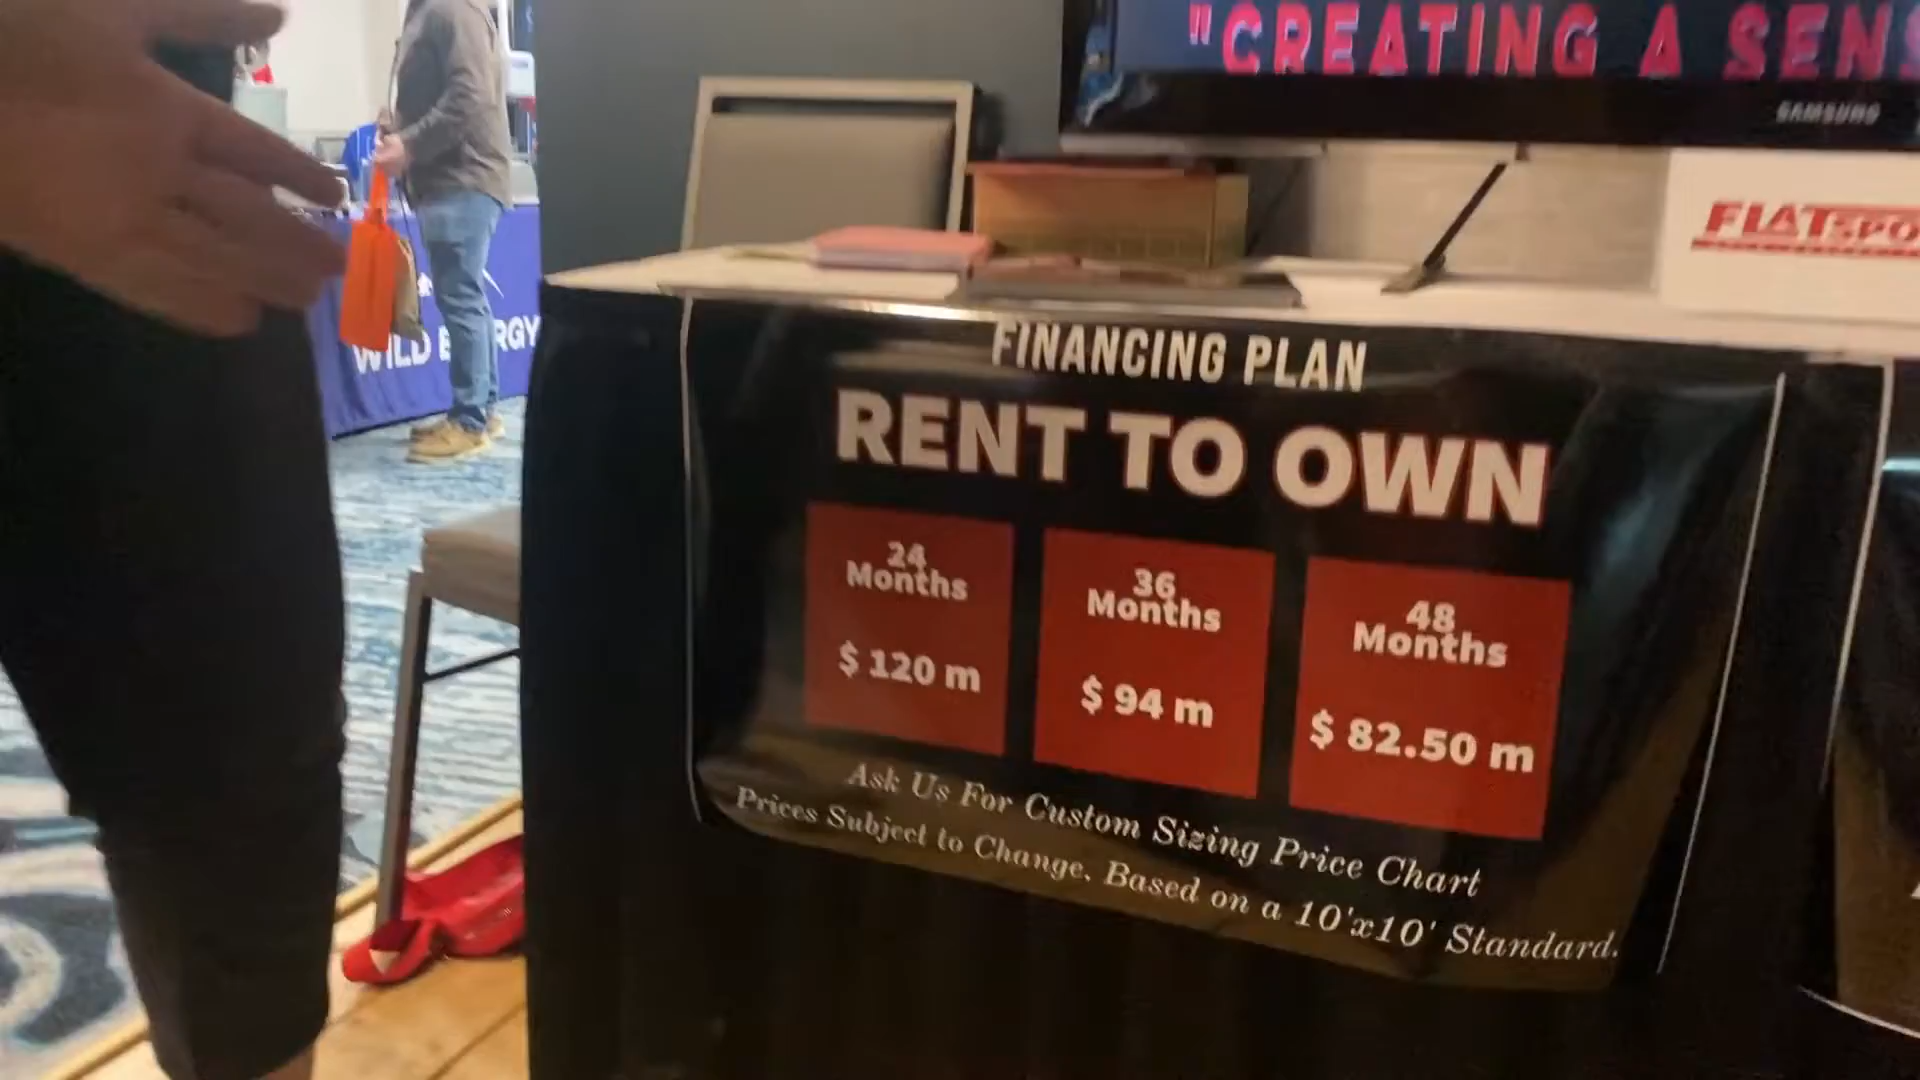 "CREATING A SENS
SAMSUNG
FLATSPO
WILD E RGY
FINANCING PLAN
RENT TO OWN
24
Months
$ 120 m
36
Months
$ 94 m
48
Months
$ 82.50 m
Ask Us For Custom Sizing Price Chart
Prices Subject to Change. Based on a 10'x10' Standard.